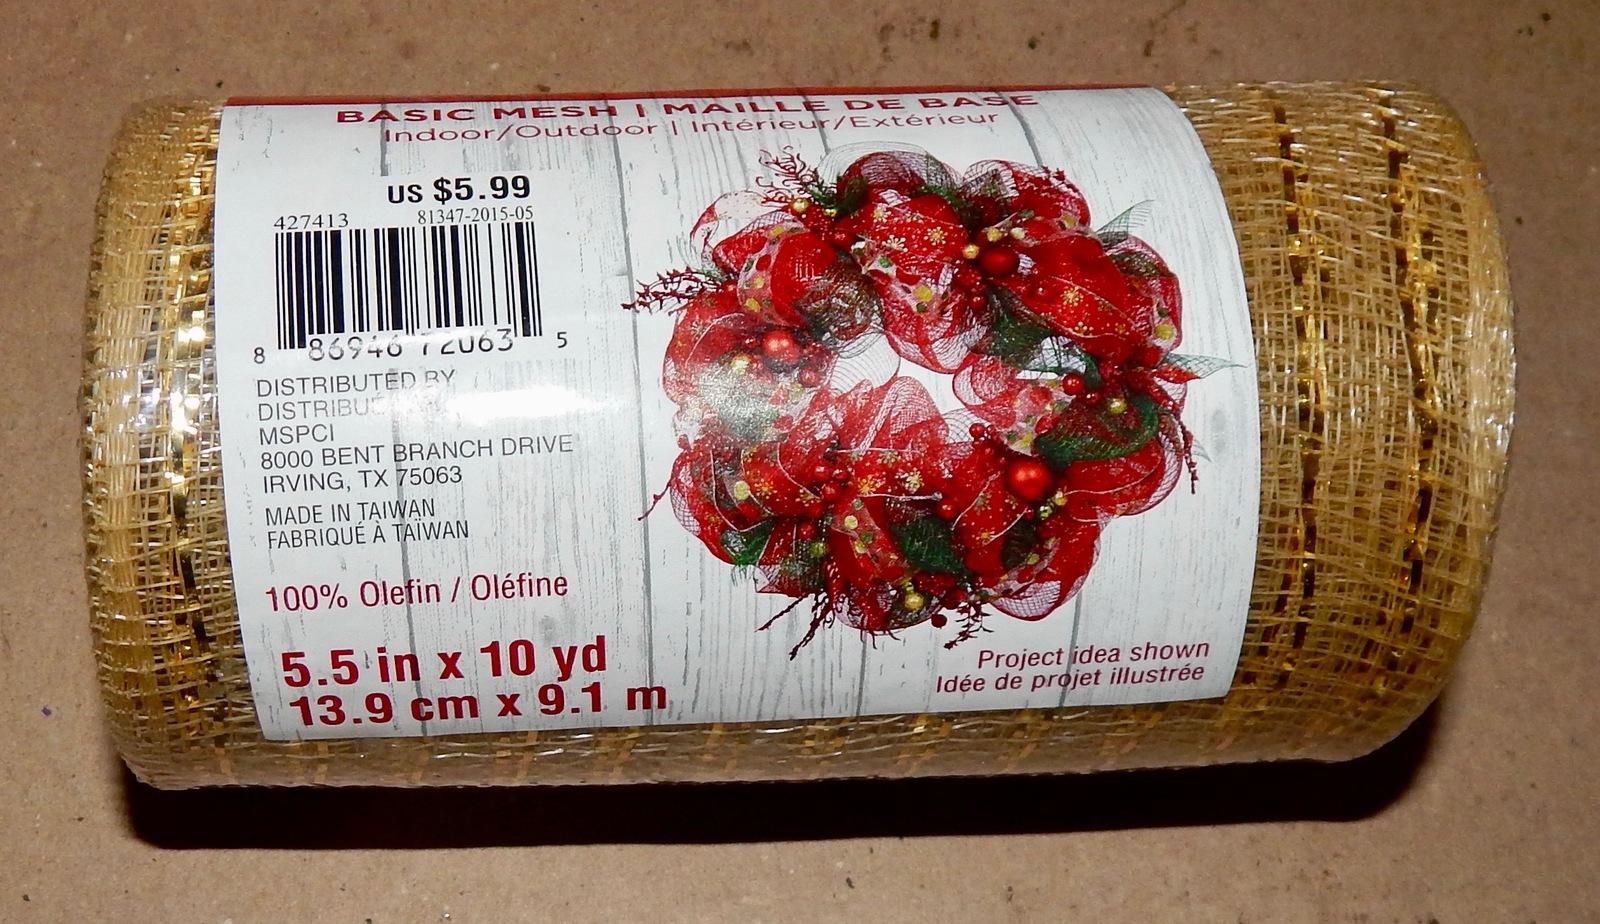 BASIC MESH | MAILLE DE BASE
Indoor/Outdoor | Intérieur/Extérieur
US $5.99
427413 81347-2015-05
8 86946 72063 5
DISTRIBUTED BY
DISTRIBUÉ
MSPCI
8000 BENT BRANCH DRIVE
IRVING, TX 75063
MADE IN TAIWAN
FABRIQUÉ À TAÏWAN
100% Olefin / Oléfine
5.5 in x 10 yd
13.9 cm x 9.1 m
Project idea shown
Idée de projet illustrée